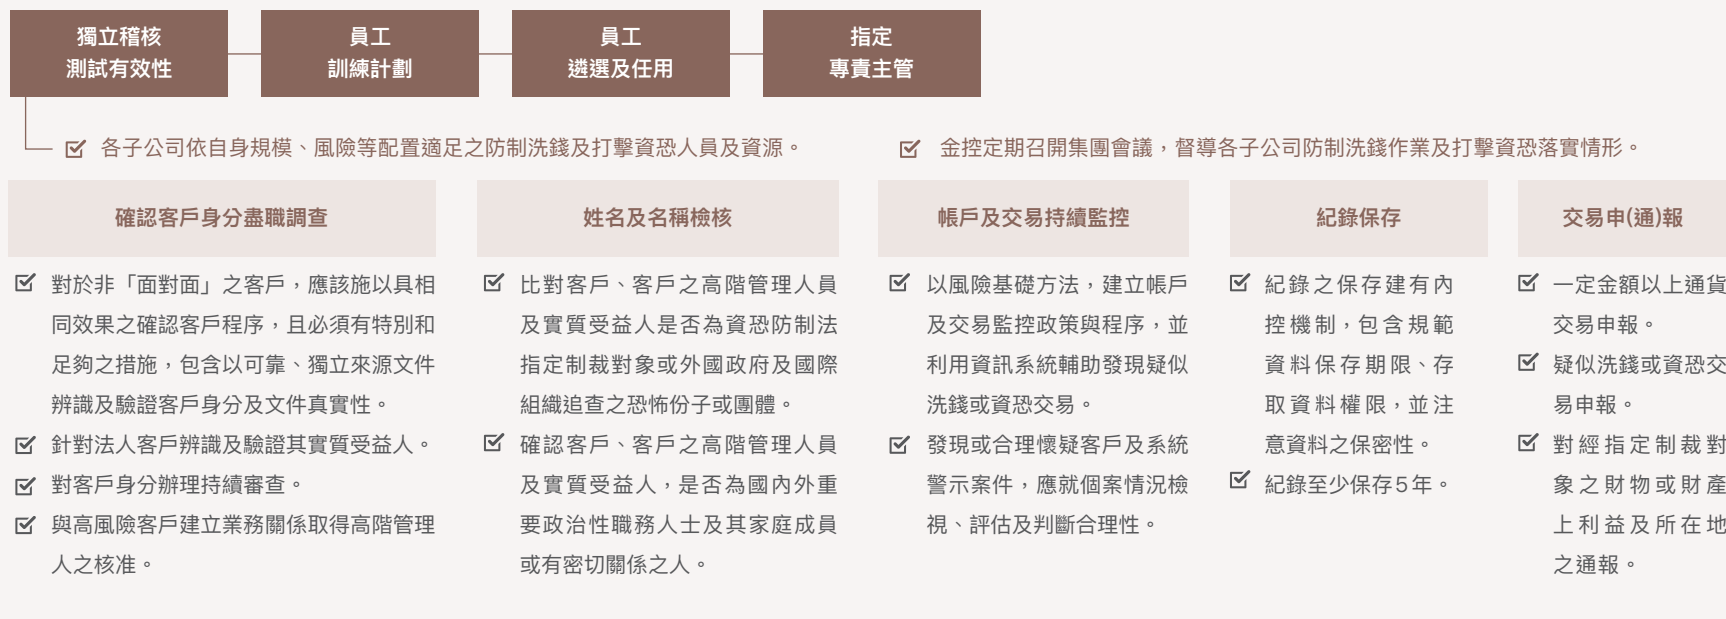 獨立稽核
測試有效性
員工
訓練計劃
員工
遴選及任用
指定
專責主管
各子公司依自身規模、風險等配置適足之防制洗錢及打擊資恐人員及資源。
金控定期召開集團會議，督導各子公司防制洗錢作業及打擊資恐落實情形。
確認客戶身分盡職調查
對於非「面對面」之客戶，應該施以具相
同效果之確認客戶程序，且必須有特別和
足夠之措施，包含以可靠、獨立來源文件
辨識及驗證客戶身分及文件真實性。
針對法人客戶辨識及驗證其實質受益人。
對客戶身分辦理持續審查。
與高風險客戶建立業務關係取得高階管理
人之核准。
姓名及名稱檢核
比對客戶、客戶之高階管理人員
及實質受益人是否為資恐防制法
指定制裁對象或外國政府及國際
組織追查之恐怖份子或團體。
確認客戶、客戶之高階管理人員
及實質受益人，是否為國內外重
要政治性職務人士及其家庭成員
或有密切關係之人。
帳戶及交易持續監控
以風險基礎方法，建立帳戶
及交易監控政策與程序，並
利用資訊系統輔助發現疑似
洗錢或資恐交易。
發現或合理懷疑客戶及系統
警示案件，應就個案情況檢
視、評估及判斷合理性。
紀錄保存
紀錄之保存建有內
控機制，包含規範
資料保存期限、存
取資料權限，並注
意資料之保密性。
紀錄至少保存5年。
交易申(通)報
一定金額以上通貨
交易申報。
疑似洗錢或資恐交
易申報。
對經指定制裁對
象之財物或財產
上利益及所在地
之通報。